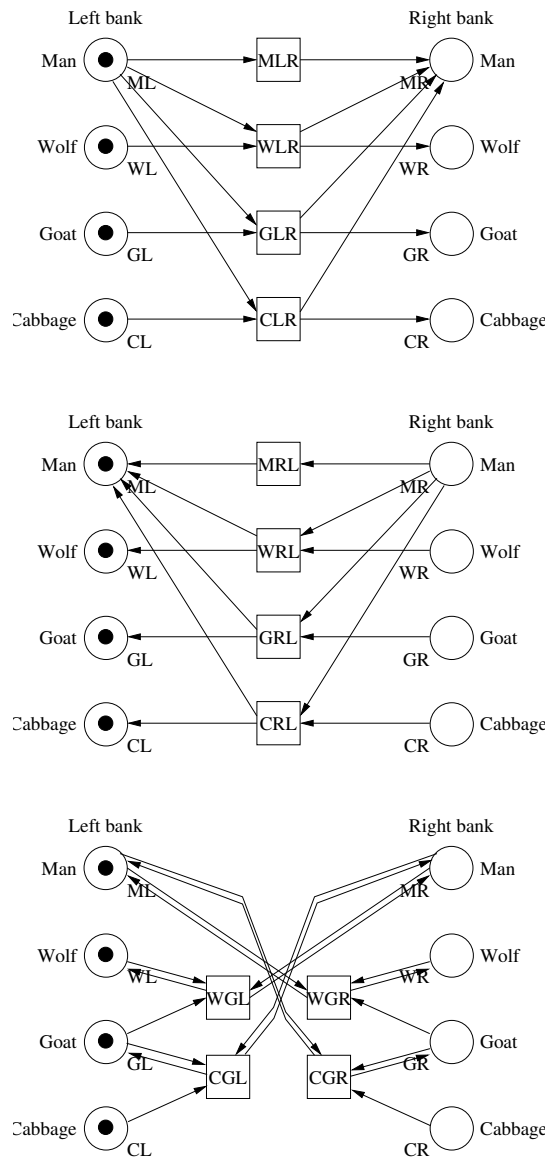 Left bank Right bank
Man ML MLR MR Man
Wolf WL WLR WR Wolf
Goat GL GLR GR Goat
Cabbage CL CLR CR Cabbage
Left bank Right bank
Man ML MRL MR Man
Wolf WL WRL WR Wolf
Goat GL GRL GR Goat
Cabbage CL CRL CR Cabbage
Left bank Right bank
Man ML MR Man
Wolf WL WR Wolf
WGL WGR
Goat GL GR Goat
CGL CGR
Cabbage CL CR Cabbage